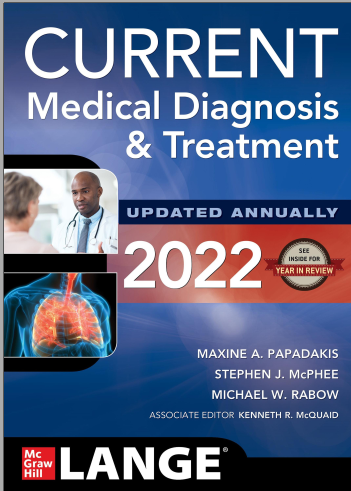 CURRENT
Medical Diagnosis
& Treatment
UPDATED ANNUALLY
2022
SEE
INSIDE FOR
YEAR IN REVIEW
MAXINE A. PAPADAKIS
STEPHEN J. McPHEE
MICHAEL W. RABOW
ASSOCIATE EDITOR KENNETH R. McQUAID
Mc
Graw
Hill
LANGE®